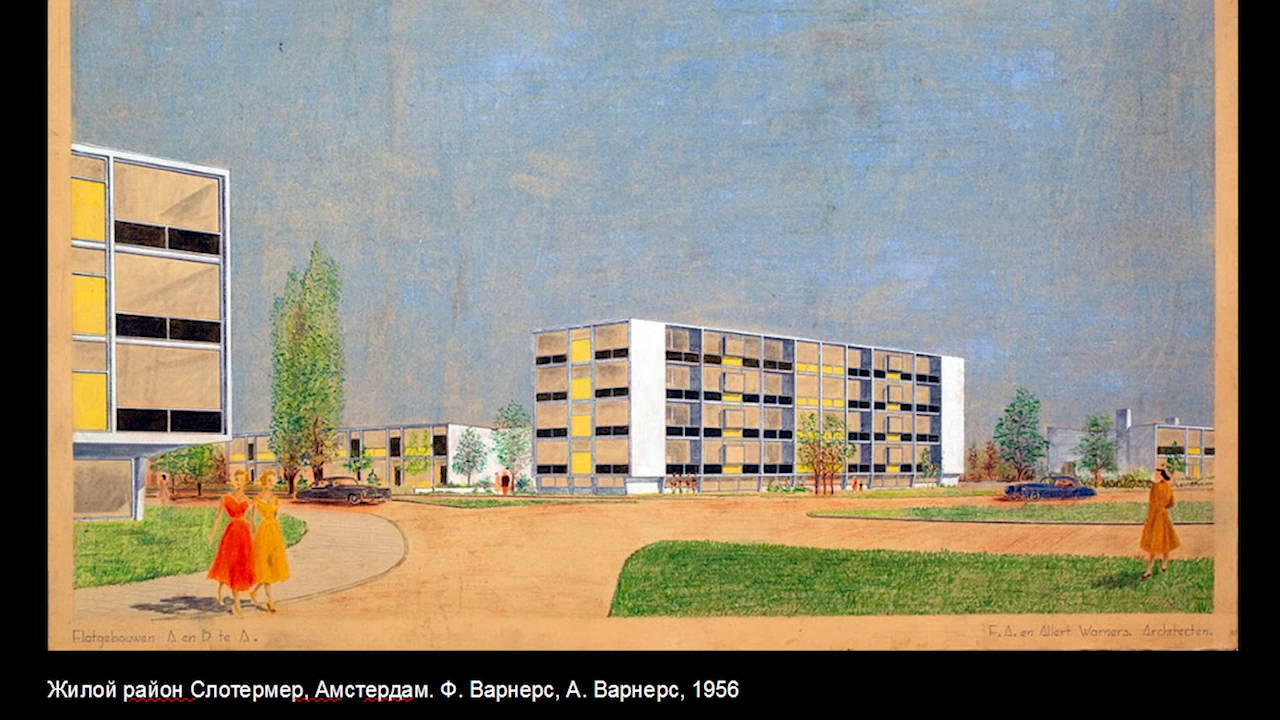 Flatgebouwen A en D te A.
F. A. en Allert Warners. Architecten.
Жилой район Слотермер, Амстердам. Ф. Варнерс, А. Варнерс, 1956